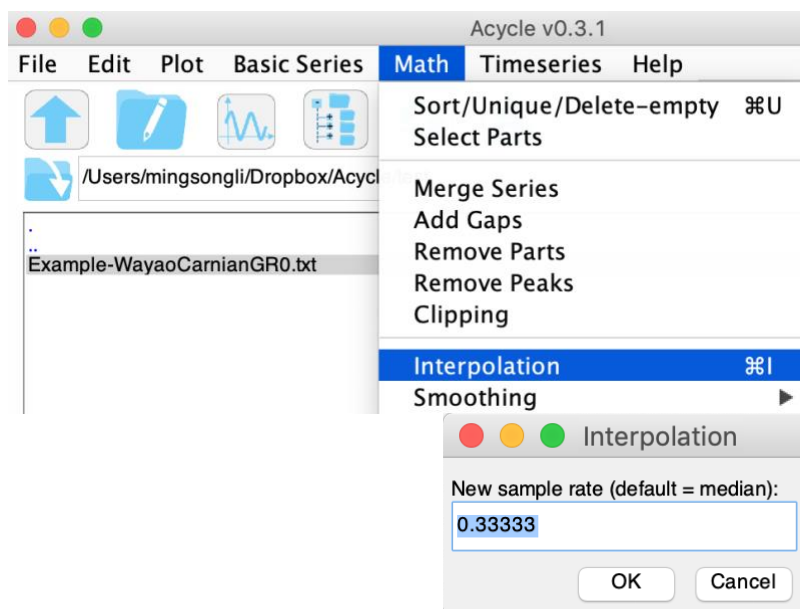 Acycle v0.3.1
File Edit Plot Basic Series Math Timeseries Help
/Users/mingsongli/Dropbox/Acycl
.
..
Example-WayaoCarnianGR0.txt
Sort/Unique/Delete-empty ⌘U
Select Parts
Merge Series
Add Gaps
Remove Parts
Remove Peaks
Clipping
Interpolation ⌘I
Smoothing
Interpolation
New sample rate (default = median):
0.33333
OK Cancel